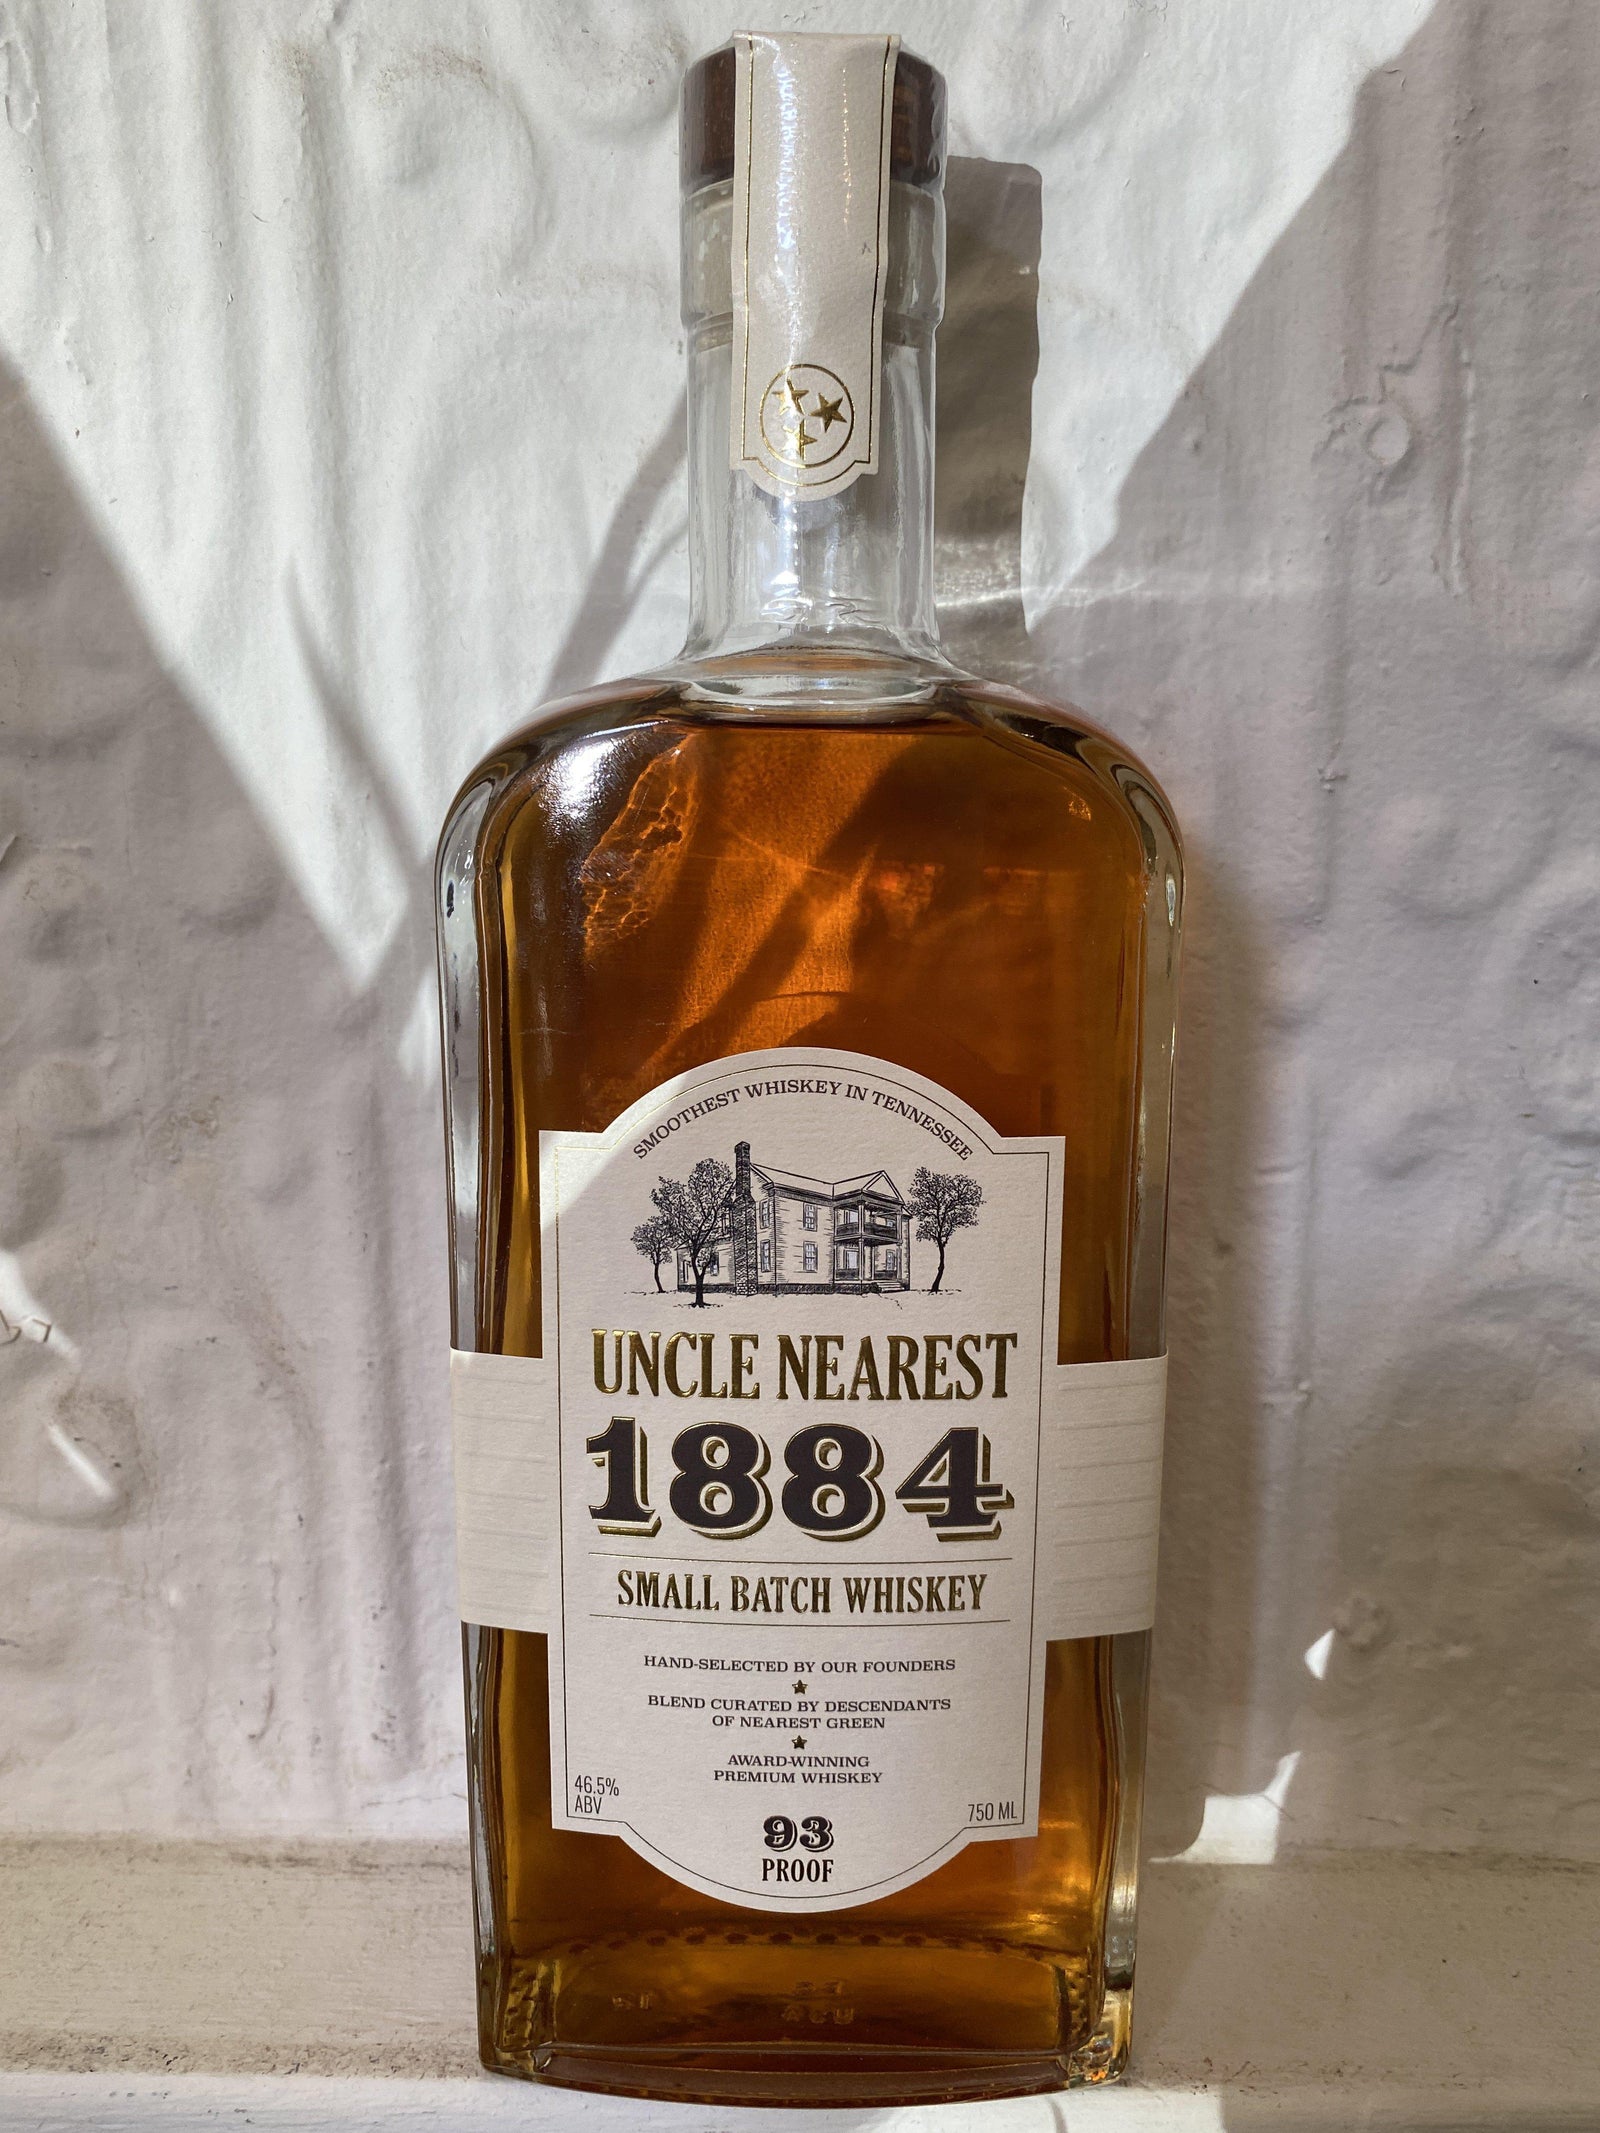 SMOOTHEST WHISKEY IN TENNESSEE
UNCLE NEAREST
1884
SMALL BATCH WHISKEY
HAND-SELECTED BY OUR FOUNDERS
BLEND CURATED BY DESCENDANTS
OF NEAREST GREEN
AWARD-WINNING
PREMIUM WHISKEY
46.5%
ABV
750 ML
93
PROOF